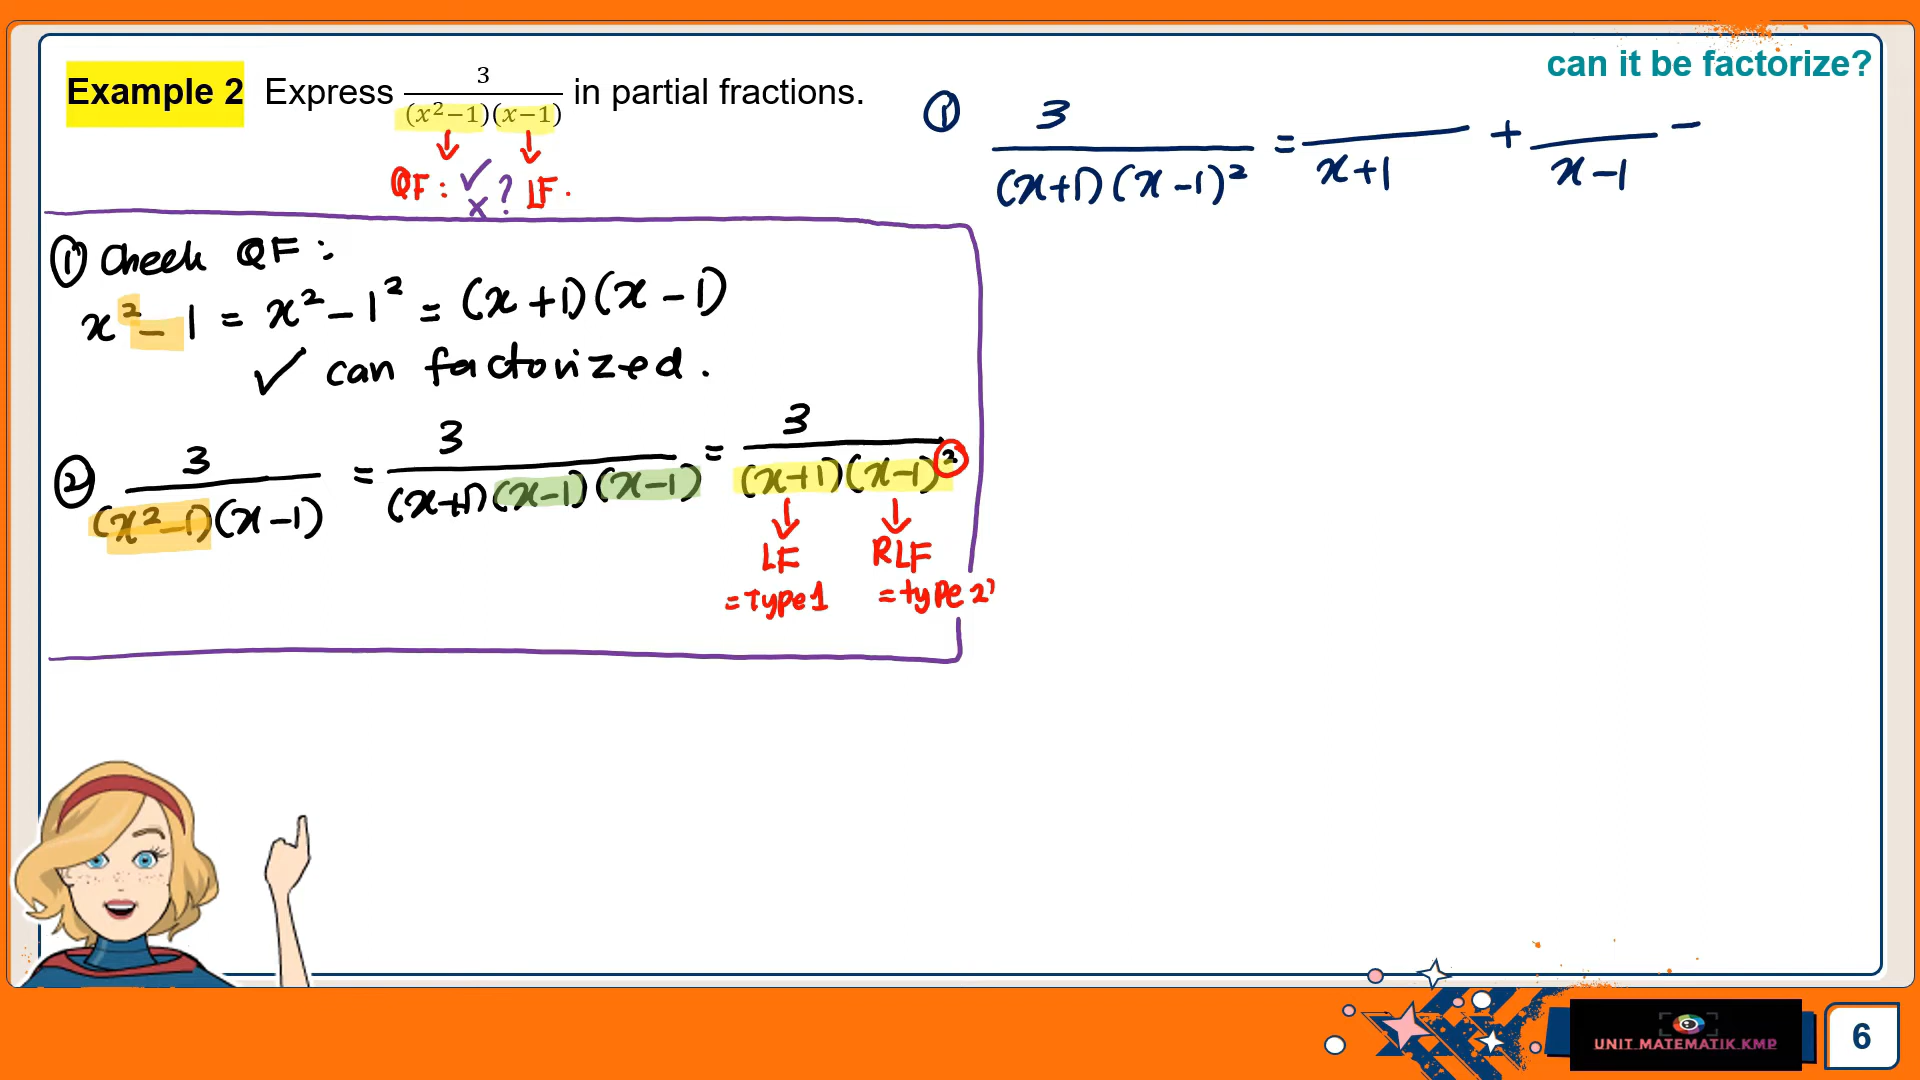 can it be factorize?
Example 2 Express 3/((x²−1)(x−1)) in partial fractions.
QF : ✓ x ? LF .
① Check QF :
x² − 1 = x² − 1² = (x + 1)(x − 1)
✓ can factorized .
② 3/((x²−1)(x−1)) = 3/((x+1)(x−1)(x−1)) = 3/((x+1)(x−1)²)
LF RLF
= Type 1 = type 2'
① 3/((x+1)(x−1)²) = /(x+1) + /(x−1) −
UNIT MATEMATIK KMP
6